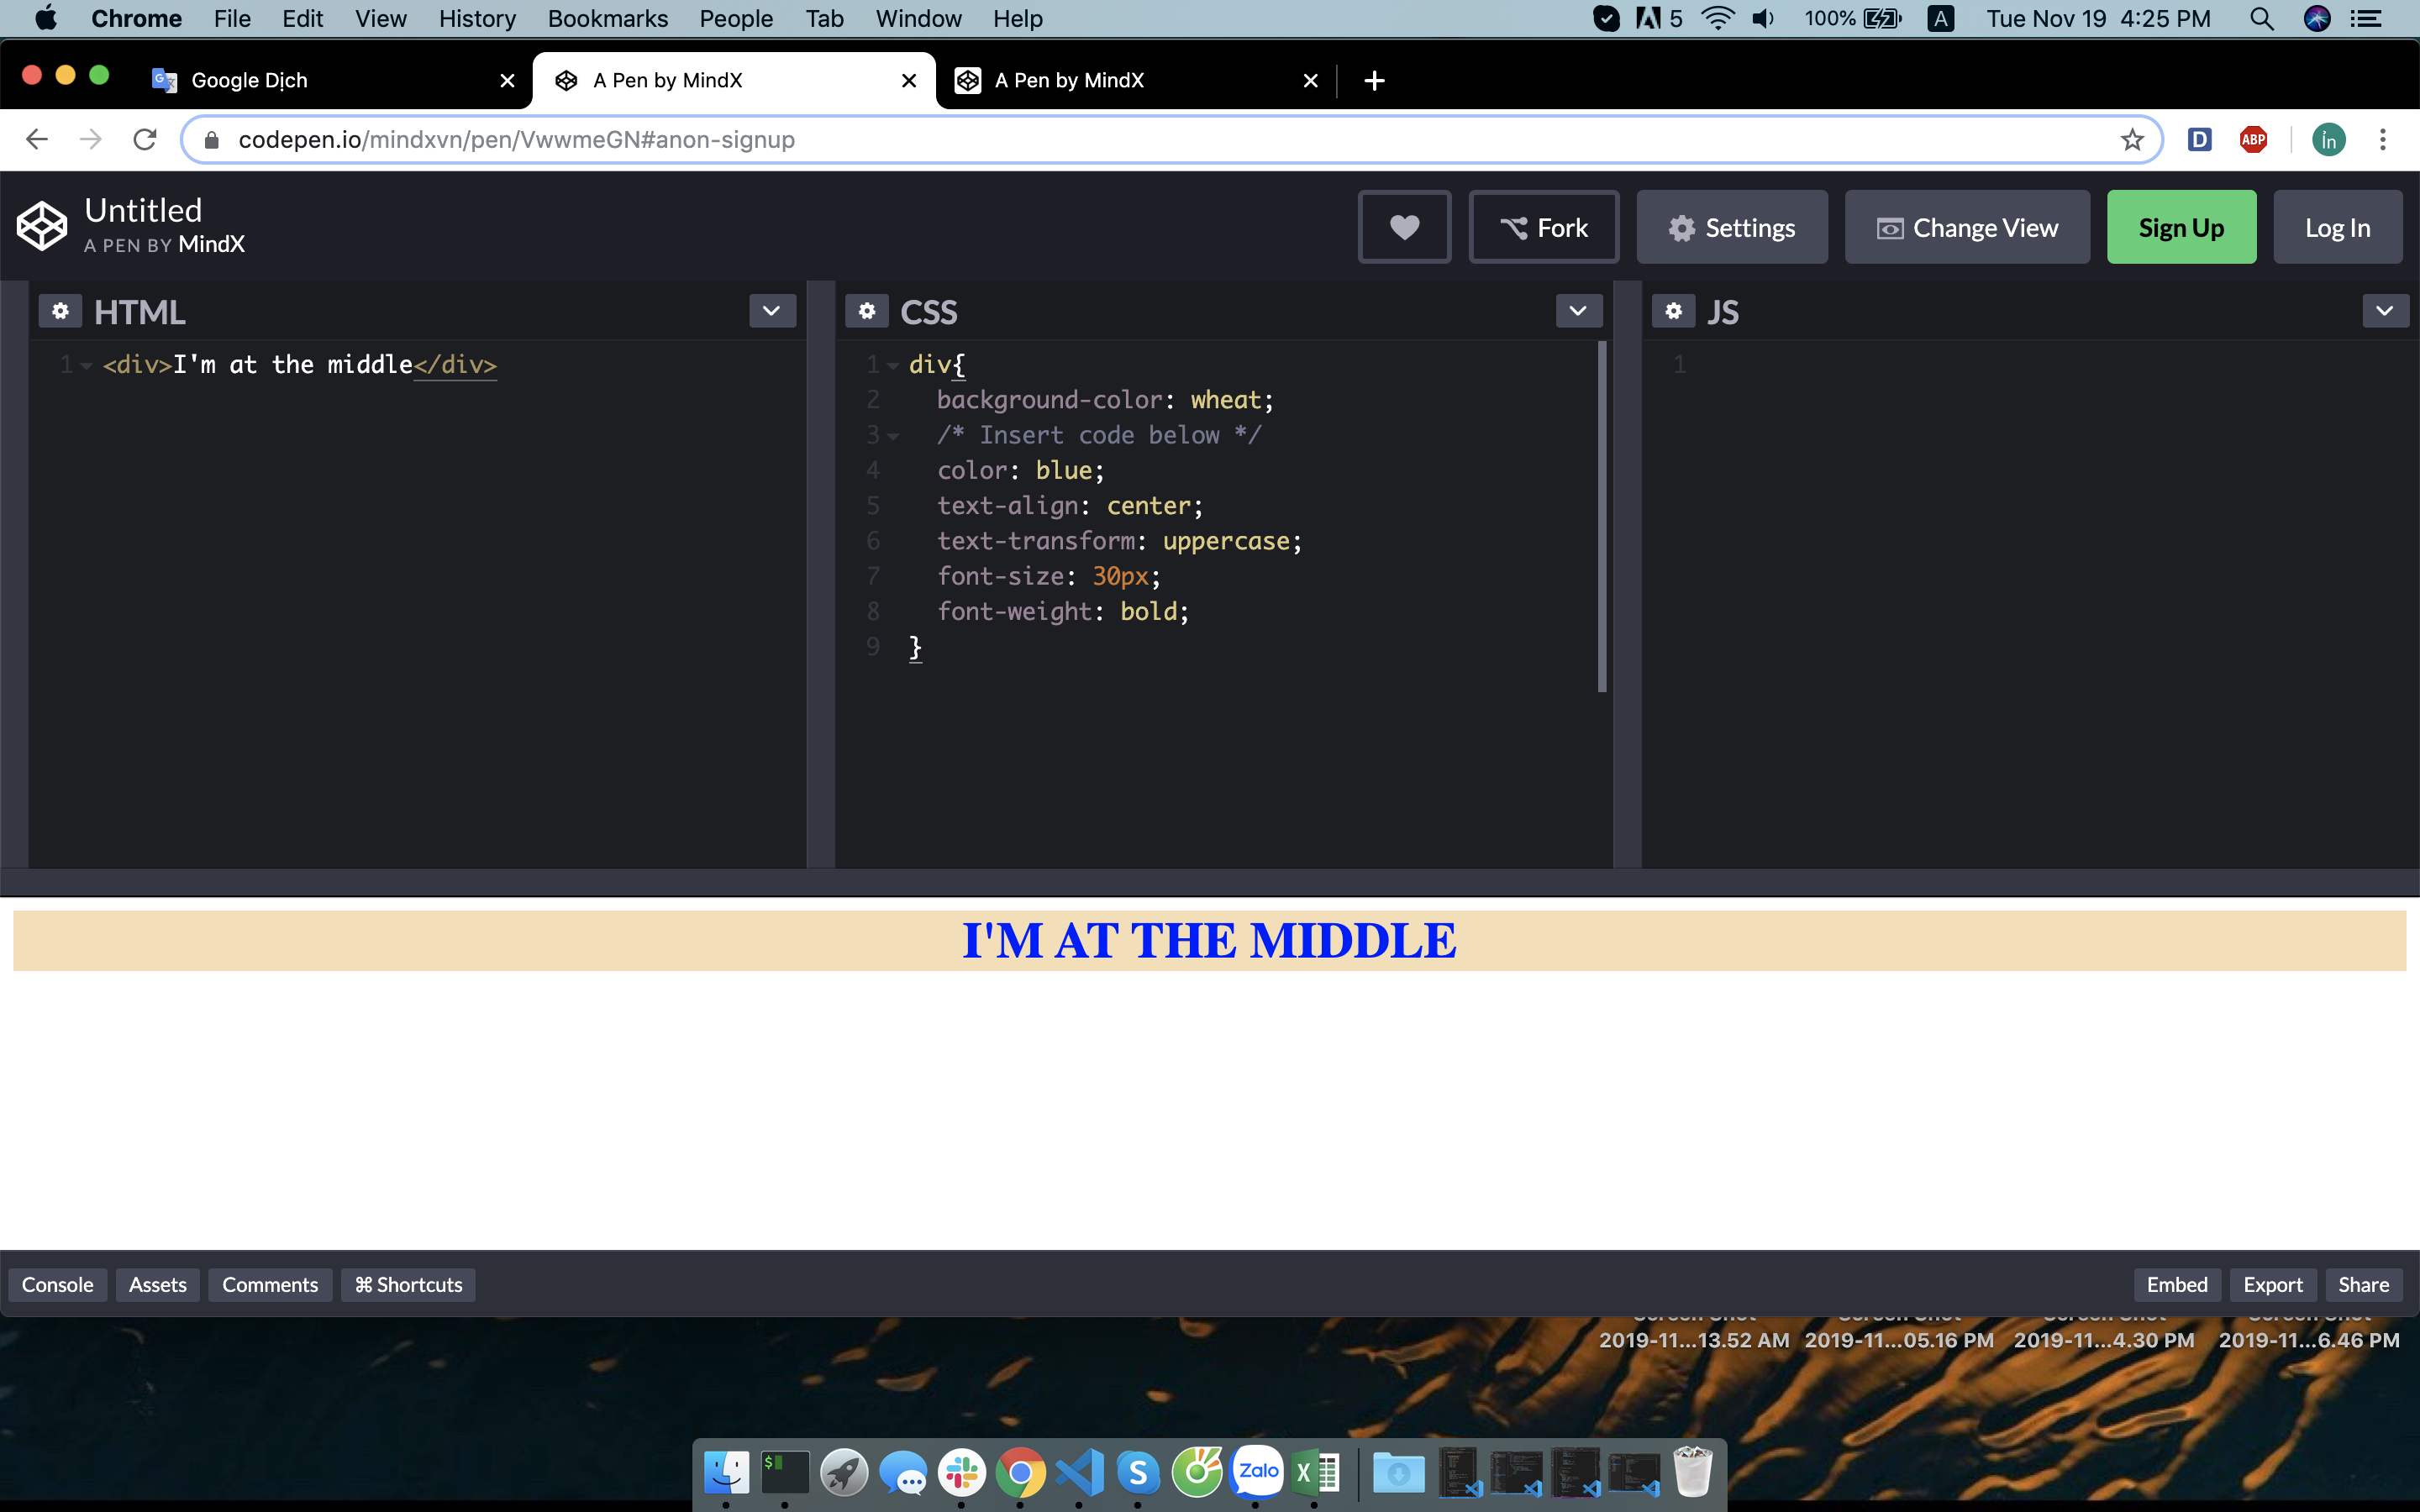 Chrome File Edit View History Bookmarks People Tab Window Help 5 100% A Tue Nov 19 4:25 PM
Google Dịch A Pen by MindX A Pen by MindX
codepen.io/mindxvn/pen/VwwmeGN#anon-signup D ABP in
Untitled
A PEN BY MindX
Fork Settings Change View Sign Up Log In
HTML CSS JS
1 <div>I'm at the middle</div>
1 div{
2 background-color: wheat;
3 /* Insert code below */
4 color: blue;
5 text-align: center;
6 text-transform: uppercase;
7 font-size: 30px;
8 font-weight: bold;
9 }
1
I'M AT THE MIDDLE
Console Assets Comments ⌘ Shortcuts Embed Export Share
2019-11...13.52 AM 2019-11...05.16 PM 2019-11...4.30 PM 2019-11...6.46 PM
$ S Zalo X